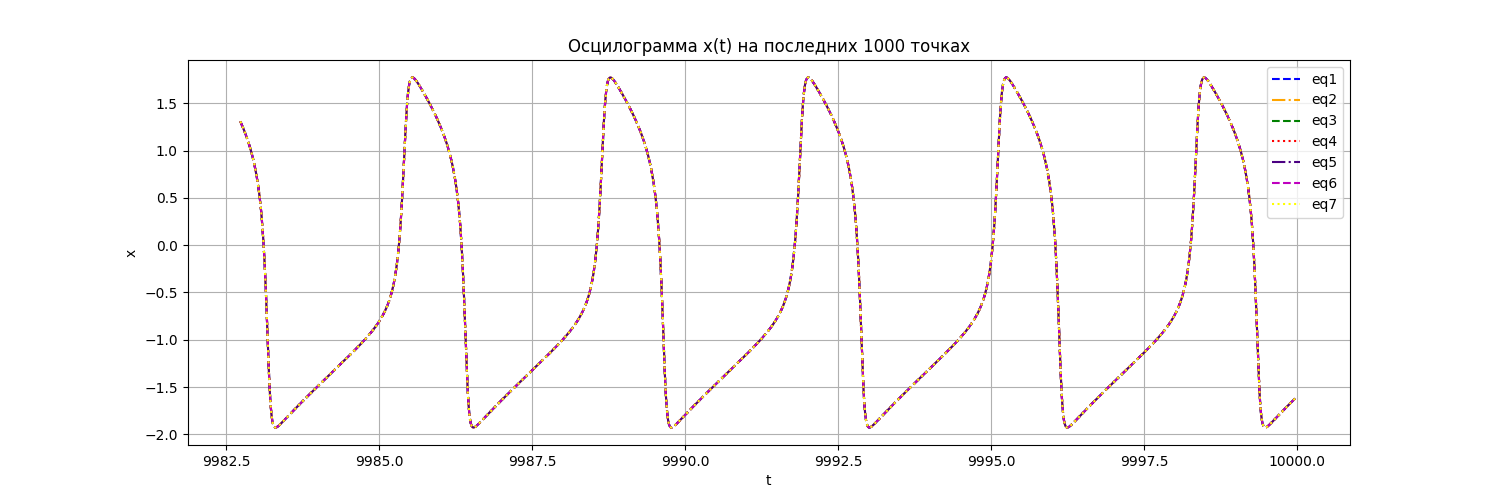 Осцилограмма x(t) на последних 1000 точках
x
1.5
1.0
0.5
0.0
−0.5
−1.0
−1.5
−2.0
eq1
eq2
eq3
eq4
eq5
eq6
eq7
9982.5
9985.0
9987.5
9990.0
9992.5
9995.0
9997.5
10000.0
t